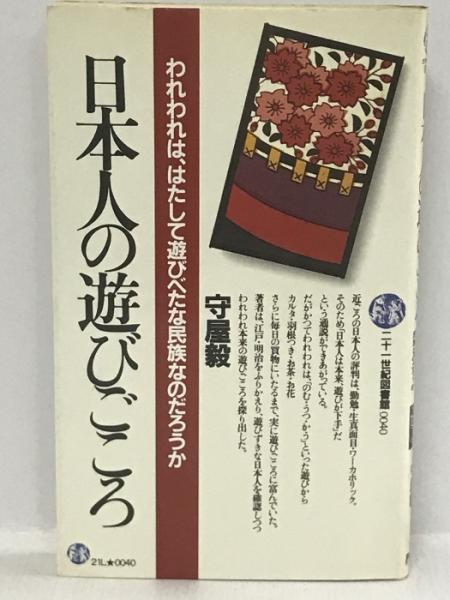 二十一世紀図書館(0040)
近ごろの日本人の評判は、勤勉・生真面目・ワーカホリック。
そのため「日本人は本来、遊びが下手」だ
という通説ができあがっている。
だがかつてわれわれは、「のむ・うつ・かう」といった遊びから
カルタ・羽根つき・お茶・お花
さらに毎日の買物にいたるまで、実に遊びごころに富んでいた。
著者は、江戸・明治をふりかえり、遊びずきな日本人を確認しつつ
われわれ本来の遊びごころを探り出した。
守屋毅
われわれは、はたして遊びべたな民族なのだろうか
日本人の遊びごころ
21L★0040